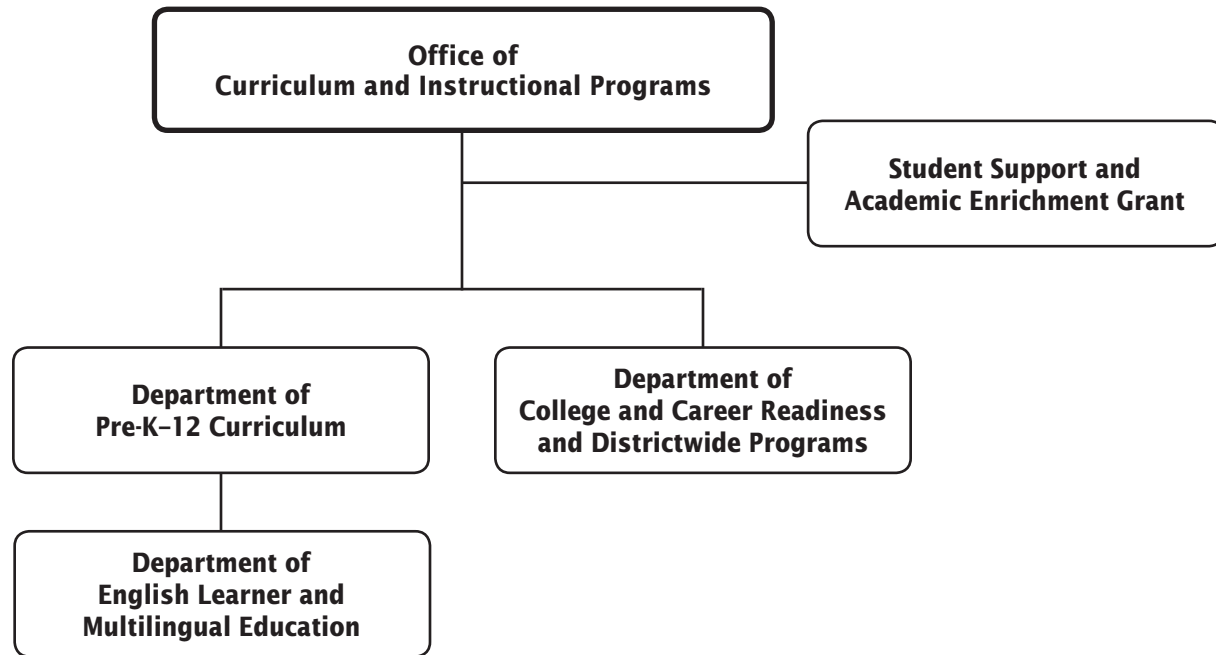 Office of
Curriculum and Instructional Programs
Student Support and
Academic Enrichment Grant
Department of
Pre-K–12 Curriculum
Department of
College and Career Readiness
and Districtwide Programs
Department of
English Learner and
Multilingual Education